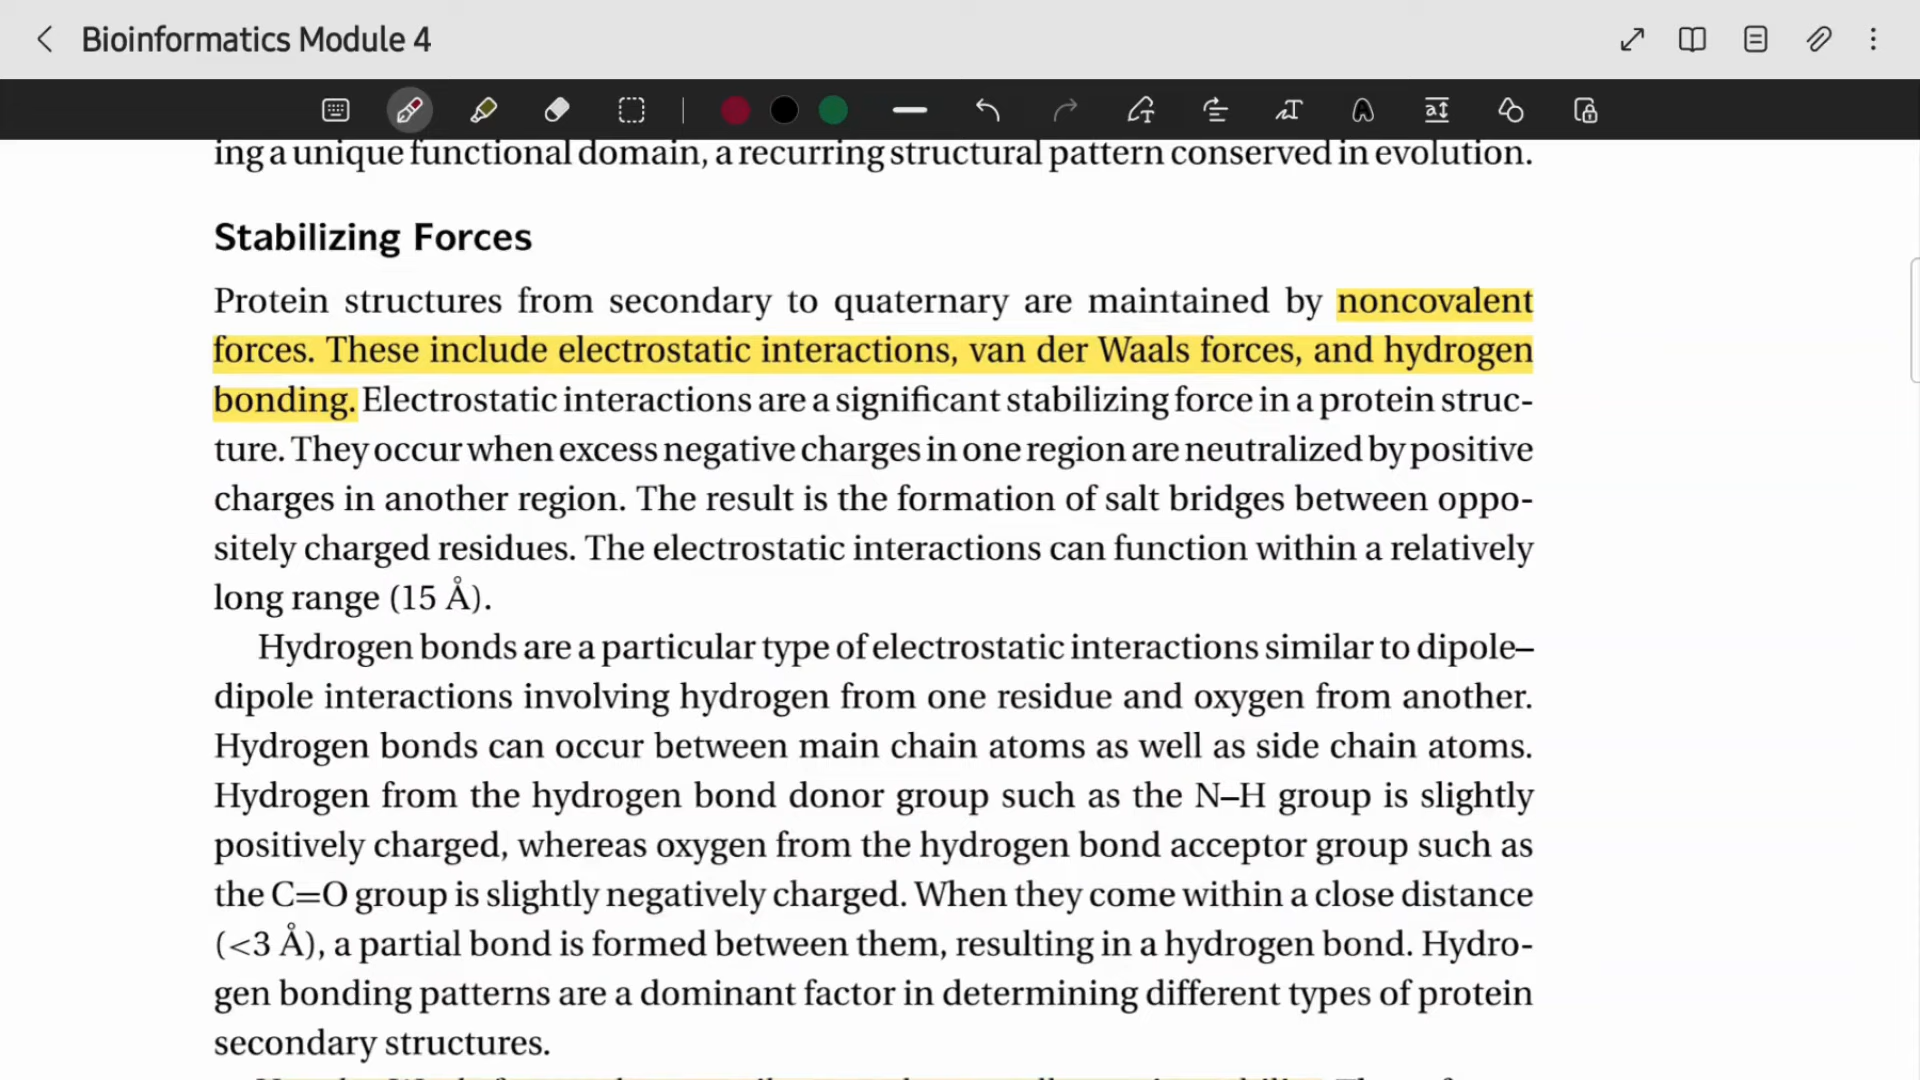 Bioinformatics Module 4
ing a unique functional domain, a recurring structural pattern conserved in evolution.
Stabilizing Forces
Protein structures from secondary to quaternary are maintained by noncovalent
forces. These include electrostatic interactions, van der Waals forces, and hydrogen
bonding. Electrostatic interactions are a significant stabilizing force in a protein struc-
ture. They occur when excess negative charges in one region are neutralized by positive
charges in another region. The result is the formation of salt bridges between oppo-
sitely charged residues. The electrostatic interactions can function within a relatively
long range (15 Å).
Hydrogen bonds are a particular type of electrostatic interactions similar to dipole–
dipole interactions involving hydrogen from one residue and oxygen from another.
Hydrogen bonds can occur between main chain atoms as well as side chain atoms.
Hydrogen from the hydrogen bond donor group such as the N–H group is slightly
positively charged, whereas oxygen from the hydrogen bond acceptor group such as
the C=O group is slightly negatively charged. When they come within a close distance
(<3 Å), a partial bond is formed between them, resulting in a hydrogen bond. Hydro-
gen bonding patterns are a dominant factor in determining different types of protein
secondary structures.